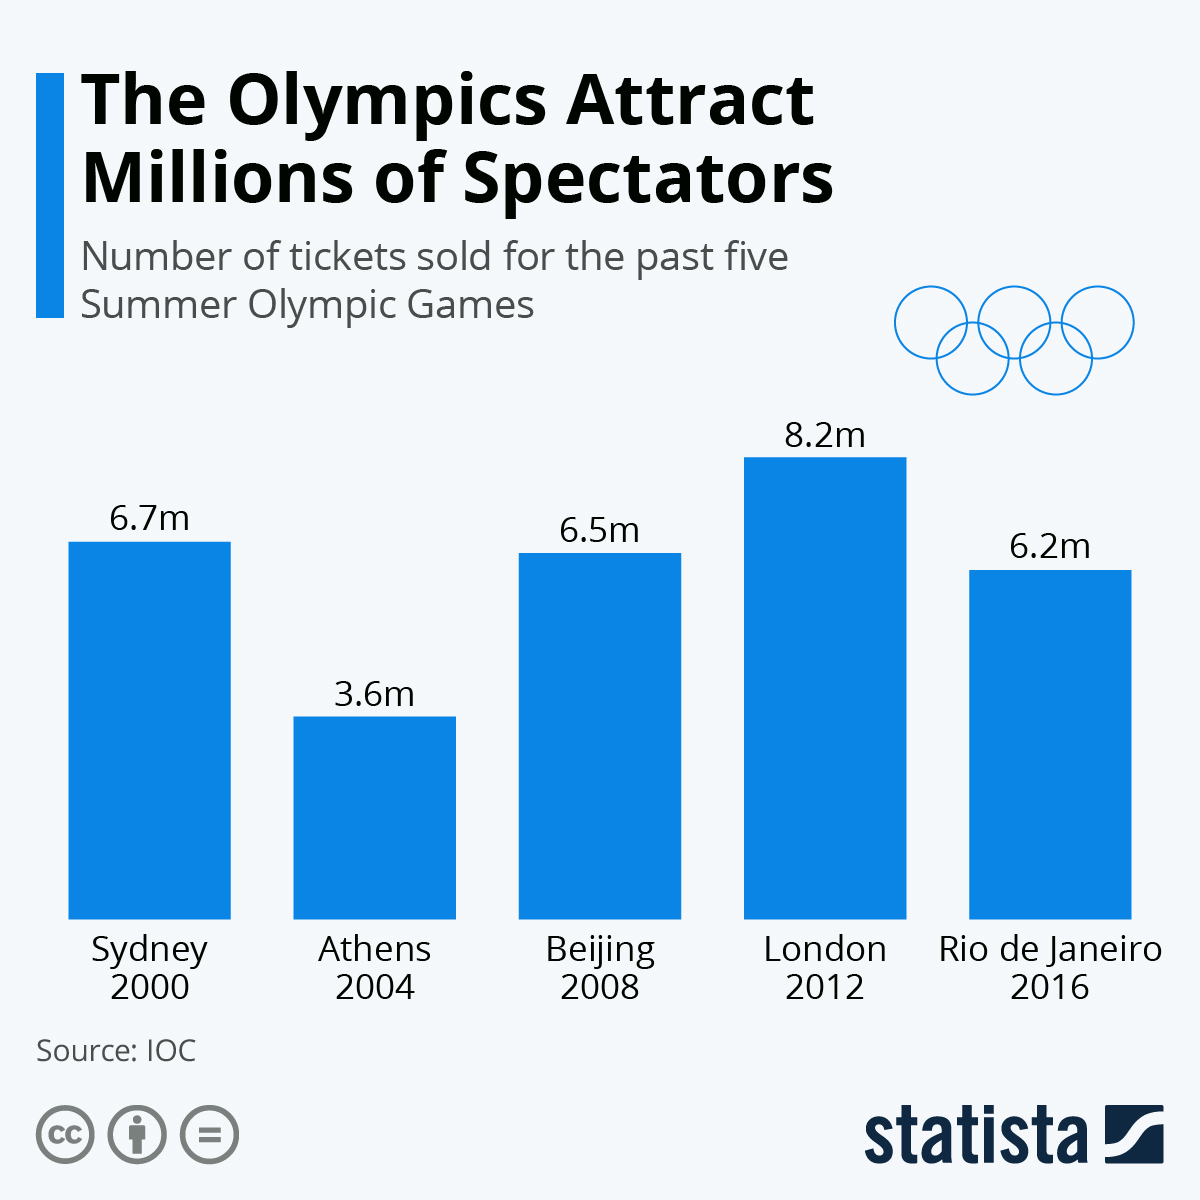 The Olympics Attract
Millions of Spectators
Number of tickets sold for the past five
Summer Olympic Games
6.7m
3.6m
6.5m
8.2m
6.2m
Sydney
2000
Athens
2004
Beijing
2008
London
2012
Rio de Janeiro
2016
Source: IOC
cc
=
statista